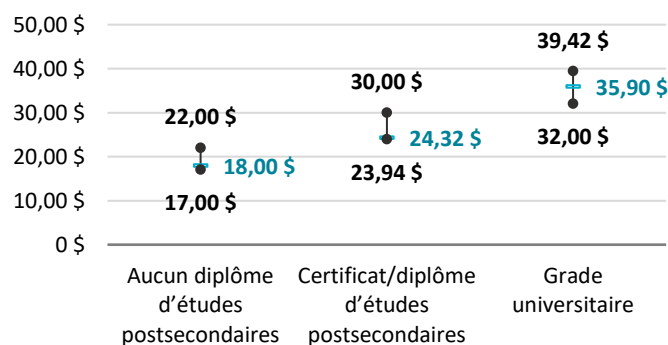 50,00 $
40,00 $
30,00 $
20,00 $
10,00 $
0 $
22,00 $
18,00 $
17,00 $
30,00 $
24,32 $
23,94 $
39,42 $
35,90 $
32,00 $
Aucun diplôme
d’études
postsecondaires
Certificat/diplôme
d’études
postsecondaires
Grade
universitaire